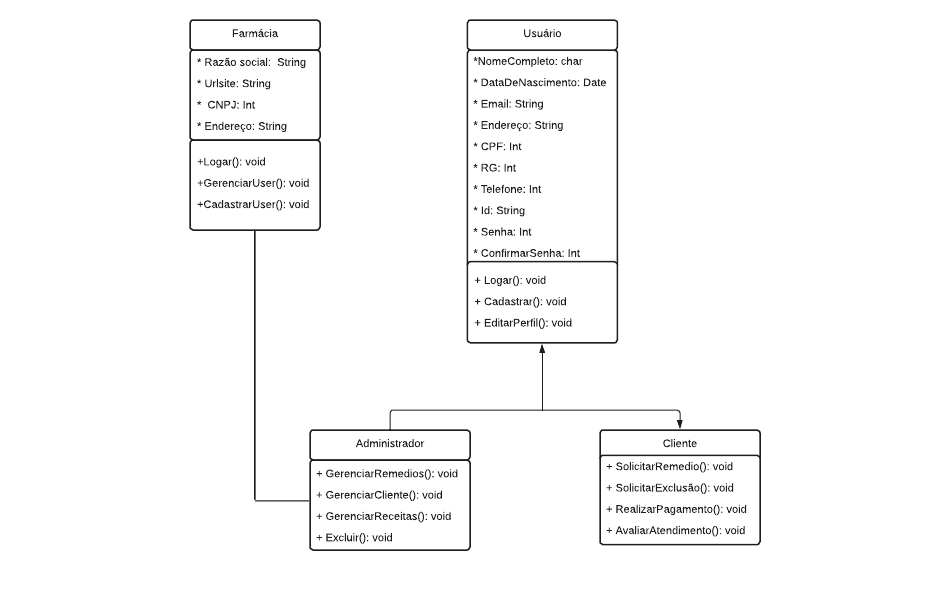 Farmácia
* Razão social:  String
* Urlsite: String
*  CNPJ: Int
* Endereço: String
+Logar(): void
+GerenciarUser(): void
+CadastrarUser(): void
Usuário
*NomeCompleto: char
* DataDeNascimento: Date
* Email: String
* Endereço: String
* CPF: Int
* RG: Int
* Telefone: Int
* Id: String
* Senha: Int
* ConfirmarSenha: Int
+ Logar(): void
+ Cadastrar(): void
+ EditarPerfil(): void
Administrador
+ GerenciarRemedios(): void
+ GerenciarCliente(): void
+ GerenciarReceitas(): void
+ Excluir(): void
Cliente
+ SolicitarRemedio(): void
+ SolicitarExclusão(): void
+ RealizarPagamento(): void
+ AvaliarAtendimento(): void